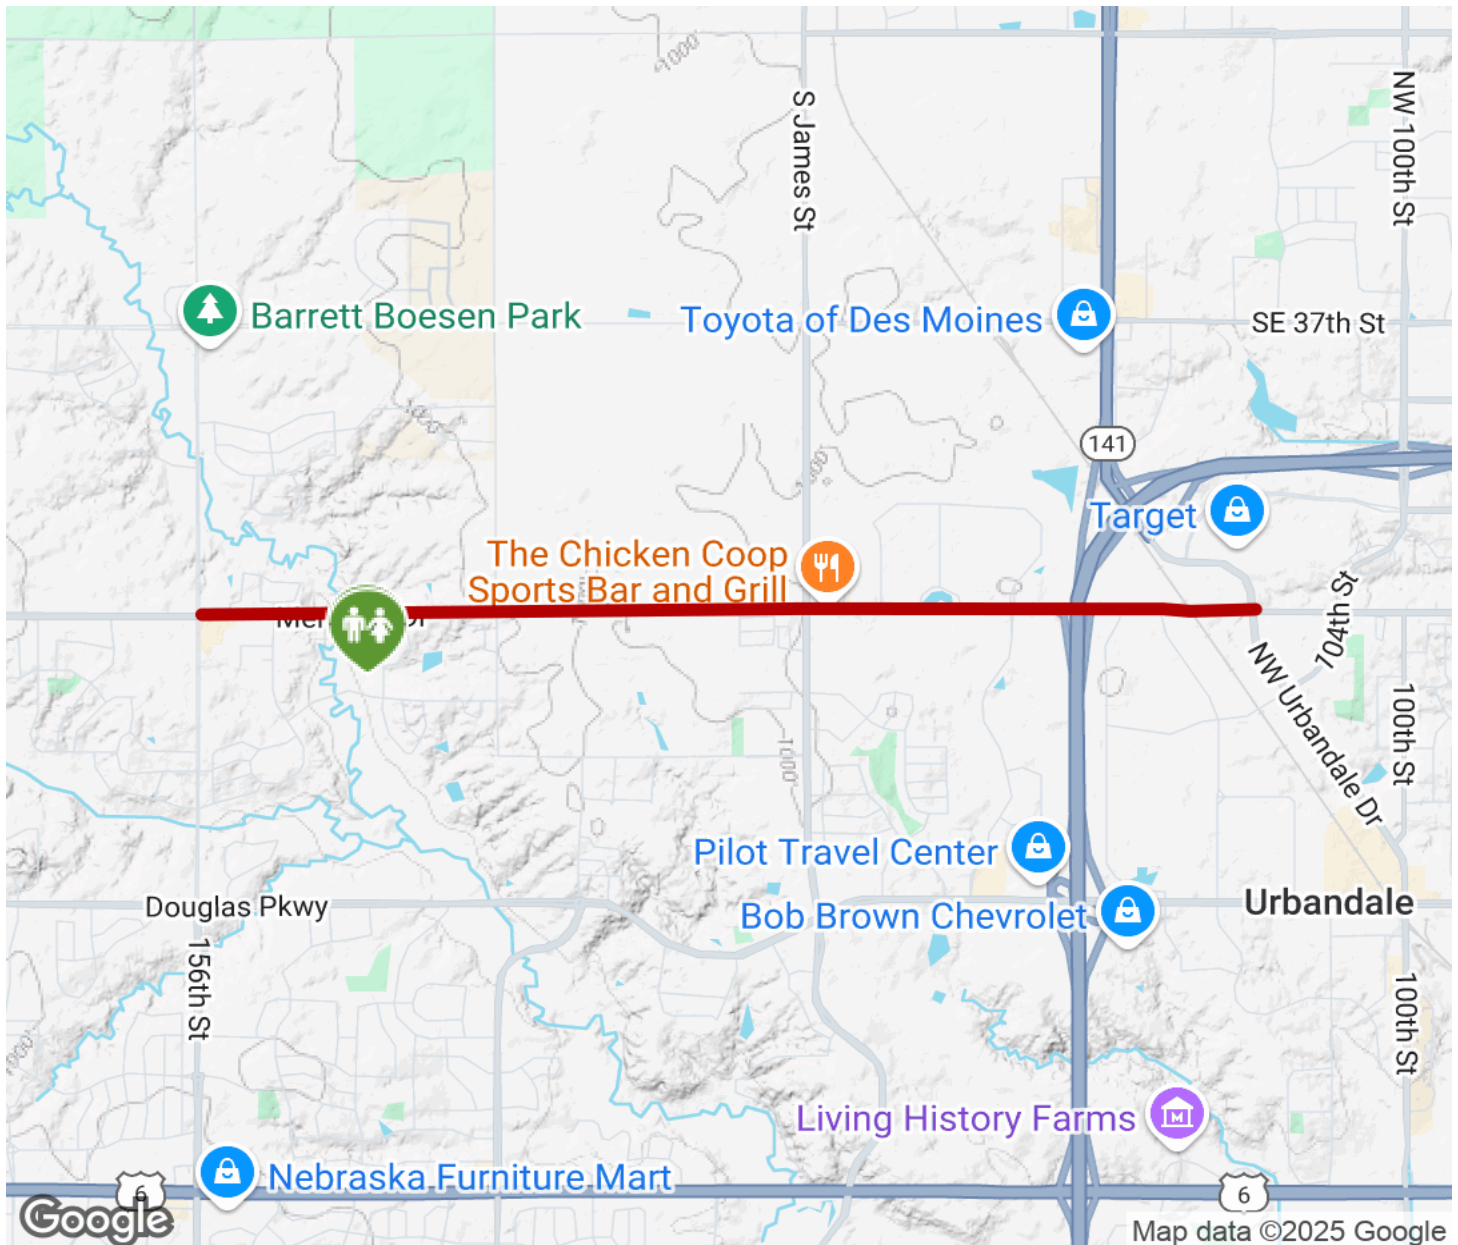 1000'
S James St
NW 100th St
Barrett Boesen Park
Toyota of Des Moines
SE 37th St
141
Target
The Chicken Coop
Sports Bar and Grill
104th St
NW Urbandale Dr
100th St
1000'
Pilot Travel Center
Douglas Pkwy
Bob Brown Chevrolet
Urbandale
156th St
100th St
Living History Farms
Nebraska Furniture Mart
6
6
Google
Map data ©2025 Google